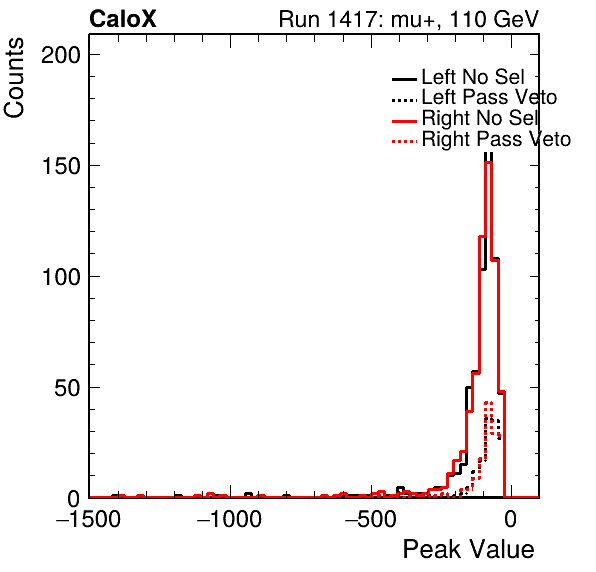 CaloX Run 1417: mu+, 110 GeV
Counts
200
150
100
50
0
Left No Sel
Left Pass Veto
Right No Sel
Right Pass Veto
−1500 −1000 −500 0
Peak Value